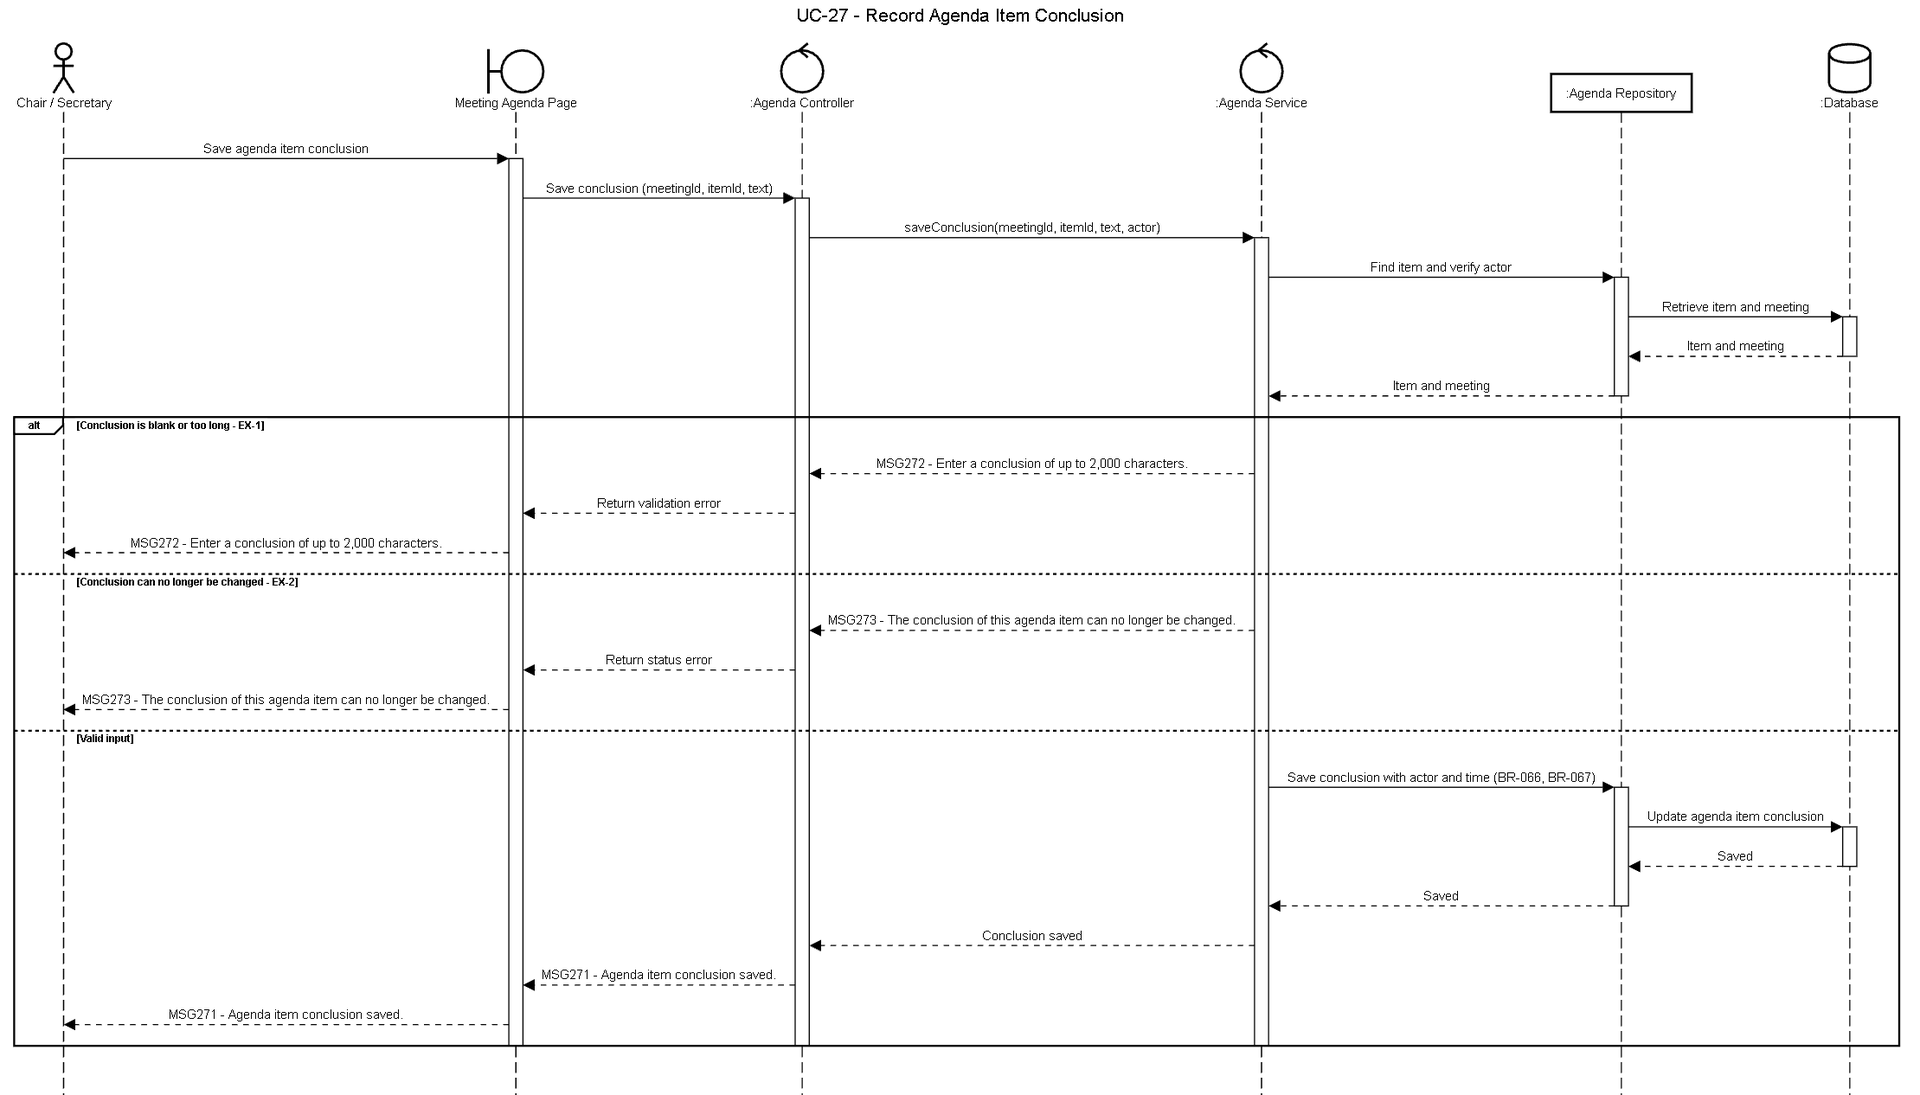 UC-27 - Record Agenda Item Conclusion
Chair / Secretary
Meeting Agenda Page
:Agenda Controller
:Agenda Service
:Agenda Repository
:Database
Save agenda item conclusion
Save conclusion (meetingId, itemId, text)
saveConclusion(meetingId, itemId, text, actor)
Find item and verify actor
Retrieve item and meeting
Item and meeting
Item and meeting
alt
[Conclusion is blank or too long - EX-1]
MSG272 - Enter a conclusion of up to 2,000 characters.
Return validation error
MSG272 - Enter a conclusion of up to 2,000 characters.
[Conclusion can no longer be changed - EX-2]
MSG273 - The conclusion of this agenda item can no longer be changed.
Return status error
MSG273 - The conclusion of this agenda item can no longer be changed.
[Valid input]
Save conclusion with actor and time (BR-066, BR-067)
Update agenda item conclusion
Saved
Saved
Conclusion saved
MSG271 - Agenda item conclusion saved.
MSG271 - Agenda item conclusion saved.